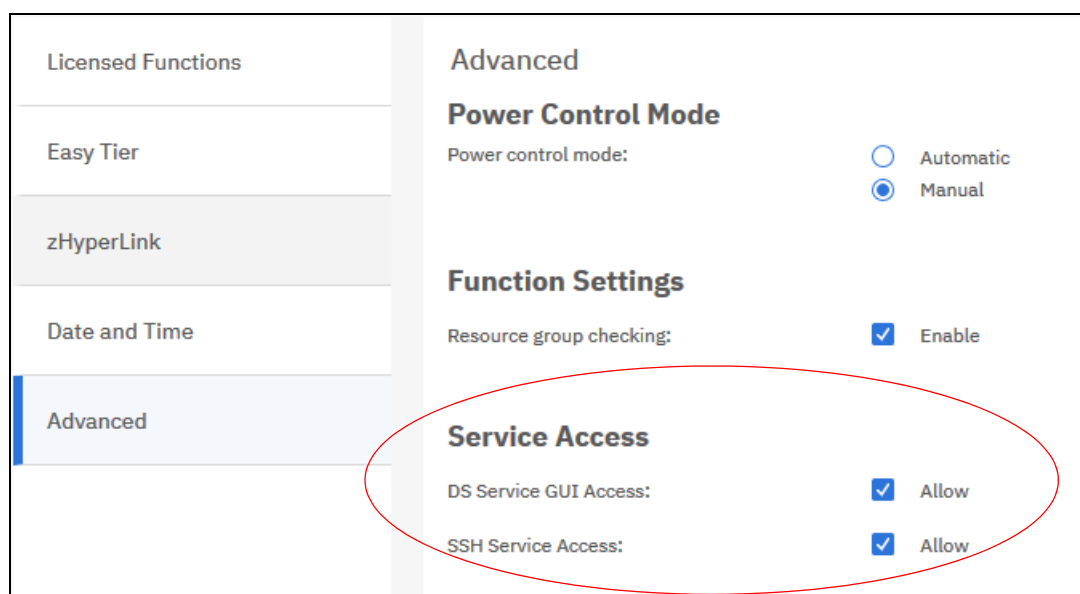 Licensed Functions
Easy Tier
zHyperLink
Date and Time
Advanced
Advanced
Power Control Mode
Power control mode:
Automatic
Manual
Function Settings
Resource group checking:
Enable
Service Access
DS Service GUI Access:
Allow
SSH Service Access:
Allow